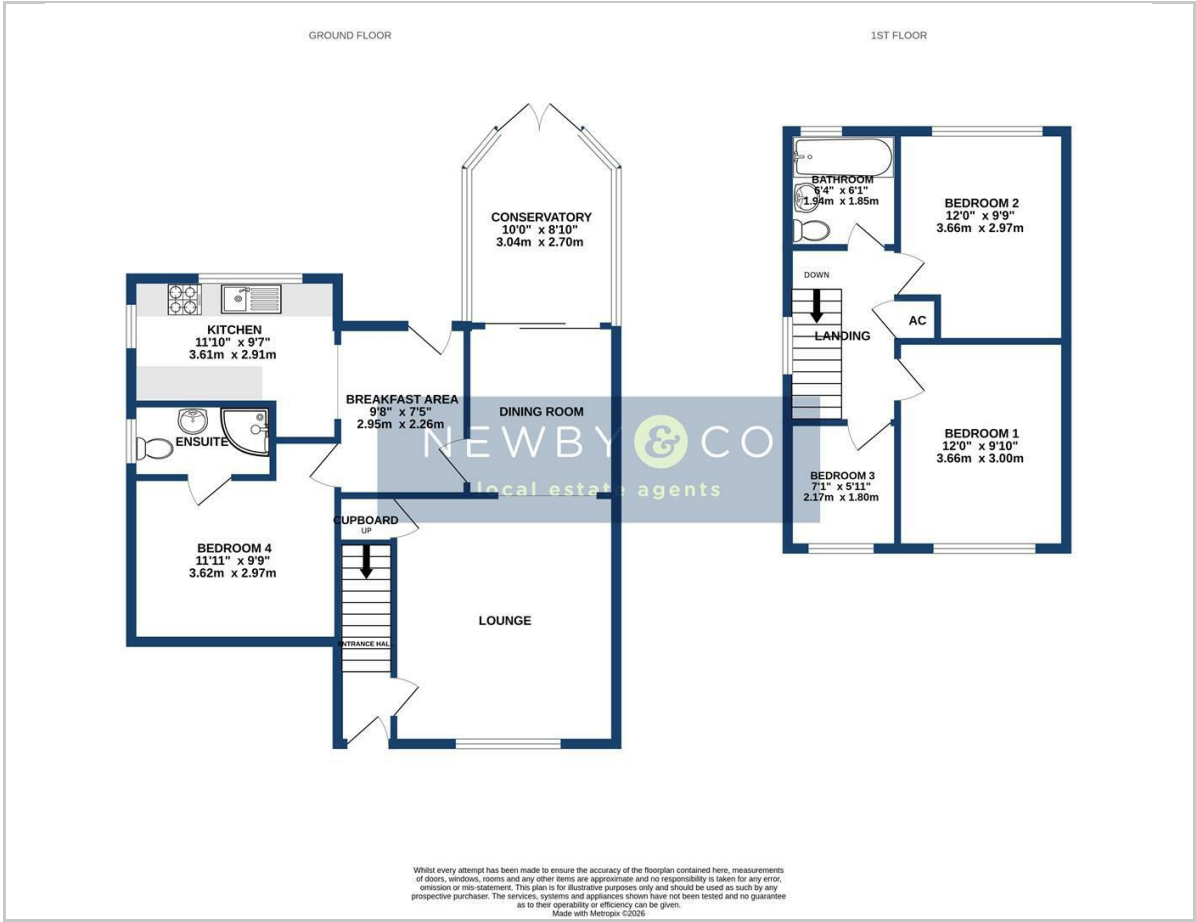 GROUND FLOOR
1ST FLOOR
CONSERVATORY
10'0" x 8'10"
3.04m x 2.70m
KITCHEN
11'10" x 9'7"
3.61m x 2.91m
BREAKFAST AREA
9'8" x 7'5"
2.95m x 2.26m
DINING ROOM
ENSUITE
CUPBOARD
UP
BEDROOM 4
11'11" x 9'9"
3.62m x 2.97m
LOUNGE
ENTRANCE HALL
BATHROOM
6'4" x 6'1"
1.94m x 1.85m
BEDROOM 2
12'0" x 9'9"
3.66m x 2.97m
DOWN
AC
LANDING
BEDROOM 1
12'0" x 9'10"
3.66m x 3.00m
BEDROOM 3
7'1" x 5'11"
2.17m x 1.80m
NEWBY & CO
local estate agents
Whilst every attempt has been made to ensure the accuracy of the floorplan contained here, measurements
of doors, windows, rooms and any other items are approximate and no responsibility is taken for any error,
omission or mis-statement. This plan is for illustrative purposes only and should be used as such by any
prospective purchaser. The services, systems and appliances shown have not been tested and no guarantee
as to their operability or efficiency can be given.
Made with Metropix ©2026